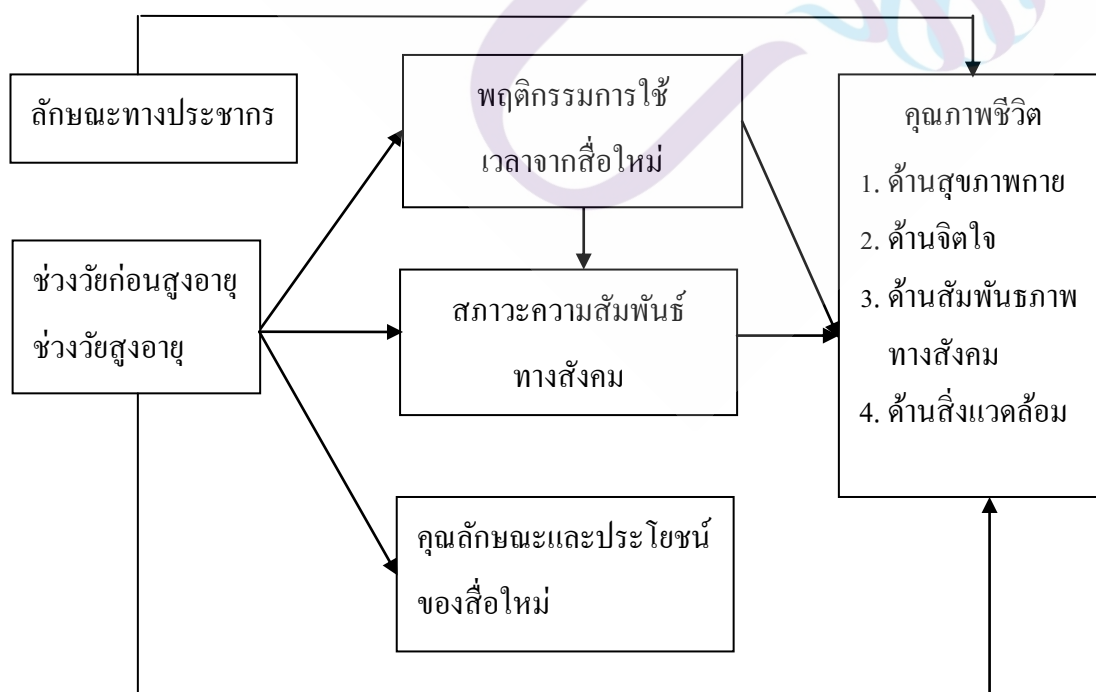 ลักษณะทางประชากร
ช่วงวัยก่อนสูงอายุ
ช่วงวัยสูงอายุ
พฤติกรรมการใช้
เวลาจากสื่อใหม่
สภาวะความสัมพันธ์
ทางสังคม
คุณลักษณะและประโยชน์
ของสื่อใหม่
คุณภาพชีวิต
1. ด้านสุขภาพกาย
2. ด้านจิตใจ
3. ด้านสัมพันธภาพ
ทางสังคม
4. ด้านสิ่งแวดล้อม